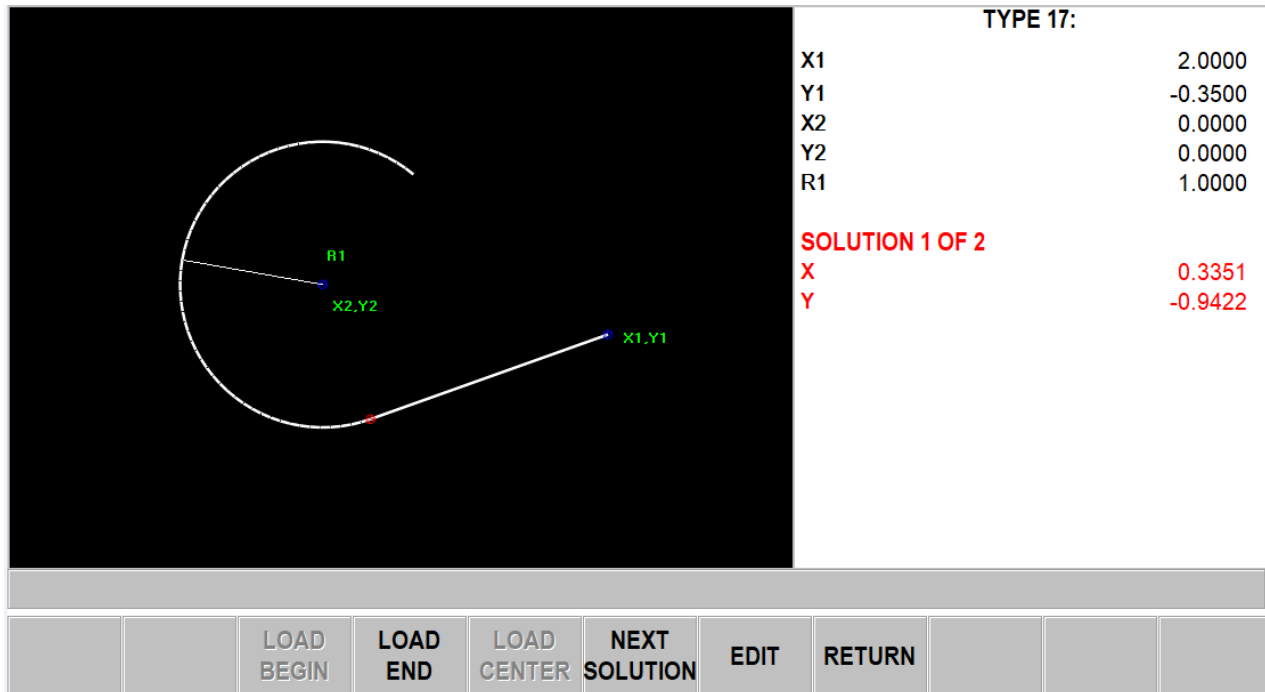 TYPE 17:
X1 2.0000
Y1 -0.3500
X2 0.0000
Y2 0.0000
R1 1.0000
SOLUTION 1 OF 2
X 0.3351
Y -0.9422
R1
X2,Y2
X1,Y1
LOAD BEGIN
LOAD END
LOAD CENTER
NEXT SOLUTION
EDIT
RETURN